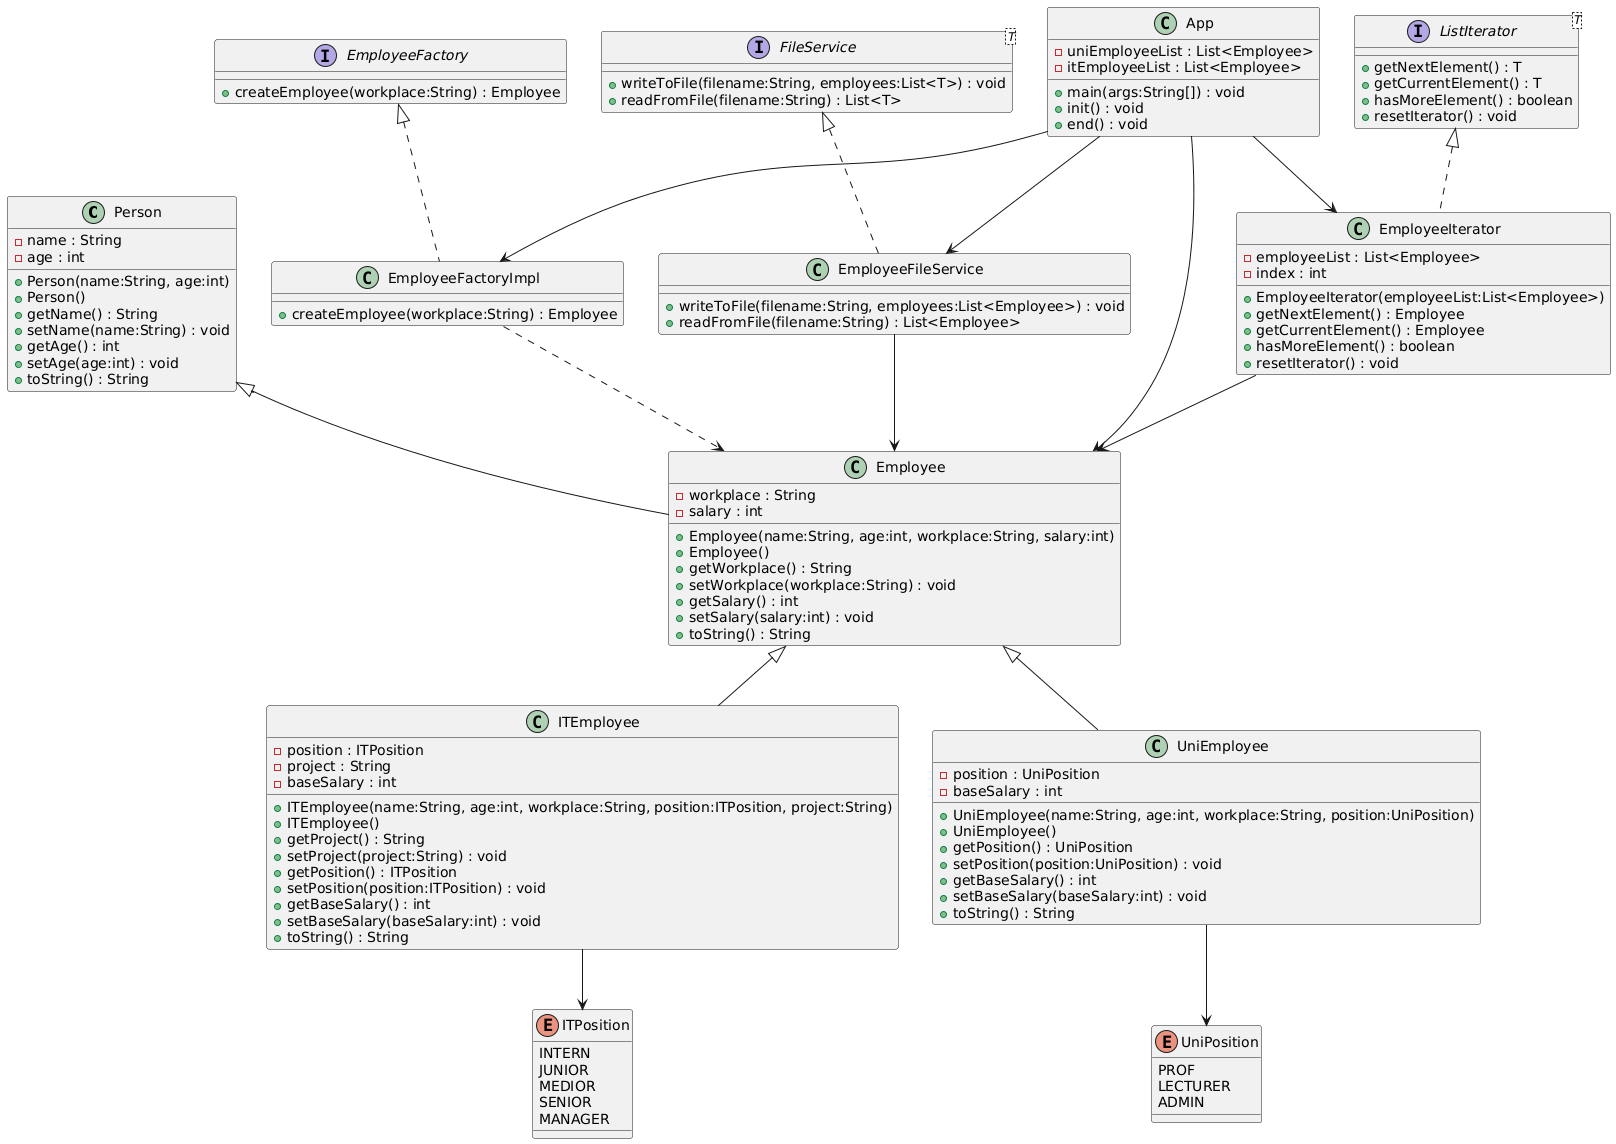 EmployeeFactory
createEmployee(workplace:String) : Employee
FileService
T
writeToFile(filename:String, employees:List<T>) : void
readFromFile(filename:String) : List<T>
App
uniEmployeeList : List<Employee>
itEmployeeList : List<Employee>
main(args:String[]) : void
init() : void
end() : void
ListIterator
T
getNextElement() : T
getCurrentElement() : T
hasMoreElement() : boolean
resetIterator() : void
Person
name : String
age : int
Person(name:String, age:int)
Person()
getName() : String
setName(name:String) : void
getAge() : int
setAge(age:int) : void
toString() : String
EmployeeFactoryImpl
createEmployee(workplace:String) : Employee
EmployeeFileService
writeToFile(filename:String, employees:List<Employee>) : void
readFromFile(filename:String) : List<Employee>
EmployeeIterator
employeeList : List<Employee>
index : int
EmployeeIterator(employeeList:List<Employee>)
getNextElement() : Employee
getCurrentElement() : Employee
hasMoreElement() : boolean
resetIterator() : void
Employee
workplace : String
salary : int
Employee(name:String, age:int, workplace:String, salary:int)
Employee()
getWorkplace() : String
setWorkplace(workplace:String) : void
getSalary() : int
setSalary(salary:int) : void
toString() : String
ITEmployee
position : ITPosition
project : String
baseSalary : int
ITEmployee(name:String, age:int, workplace:String, position:ITPosition, project:String)
ITEmployee()
getProject() : String
setProject(project:String) : void
getPosition() : ITPosition
setPosition(position:ITPosition) : void
getBaseSalary() : int
setBaseSalary(baseSalary:int) : void
toString() : String
UniEmployee
position : UniPosition
baseSalary : int
UniEmployee(name:String, age:int, workplace:String, position:UniPosition)
UniEmployee()
getPosition() : UniPosition
setPosition(position:UniPosition) : void
getBaseSalary() : int
setBaseSalary(baseSalary:int) : void
toString() : String
ITPosition
INTERN
JUNIOR
MEDIOR
SENIOR
MANAGER
UniPosition
PROF
LECTURER
ADMIN